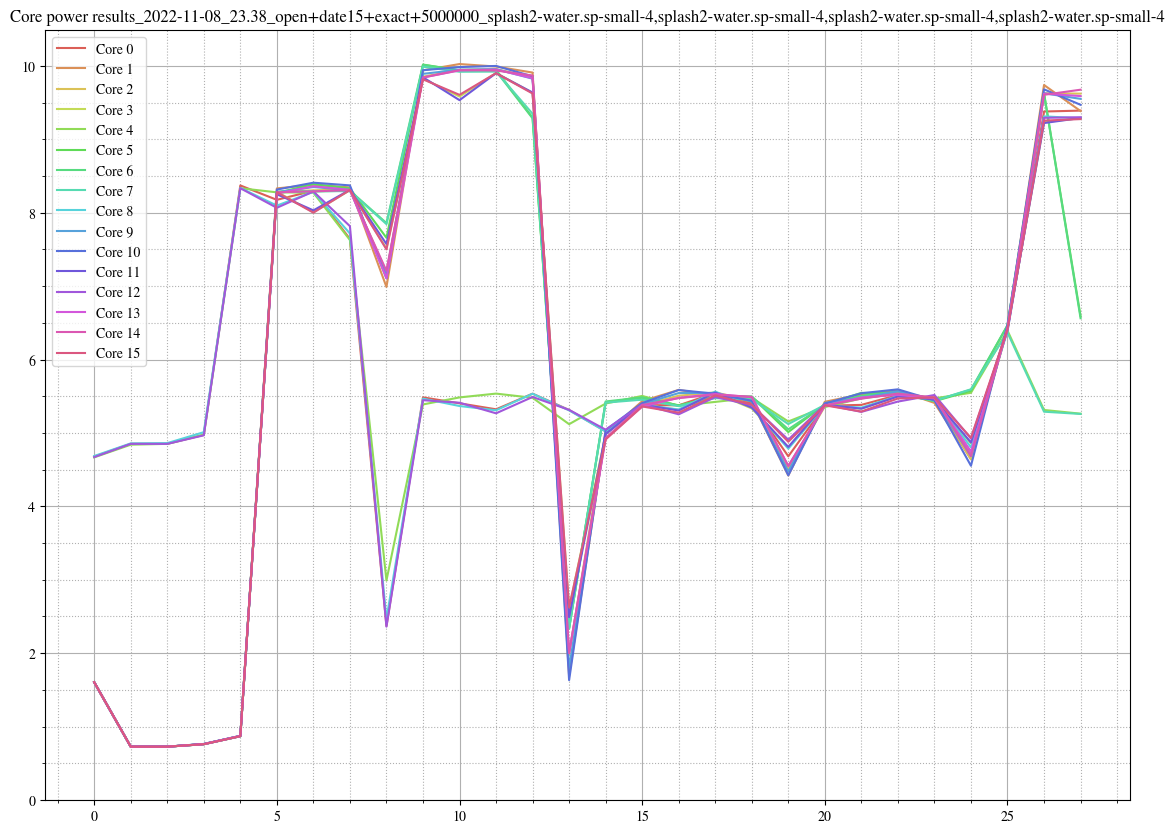 Core power results_2022-11-08_23.38_open+date15+exact+5000000_splash2-water.sp-small-4,splash2-water.sp-small-4,splash2-water.sp-small-4,splash2-water.sp-small-4
Core 0
Core 1
Core 2
Core 3
Core 4
Core 5
Core 6
Core 7
Core 8
Core 9
Core 10
Core 11
Core 12
Core 13
Core 14
Core 15
10
8
6
4
2
0
0 5 10 15 20 25